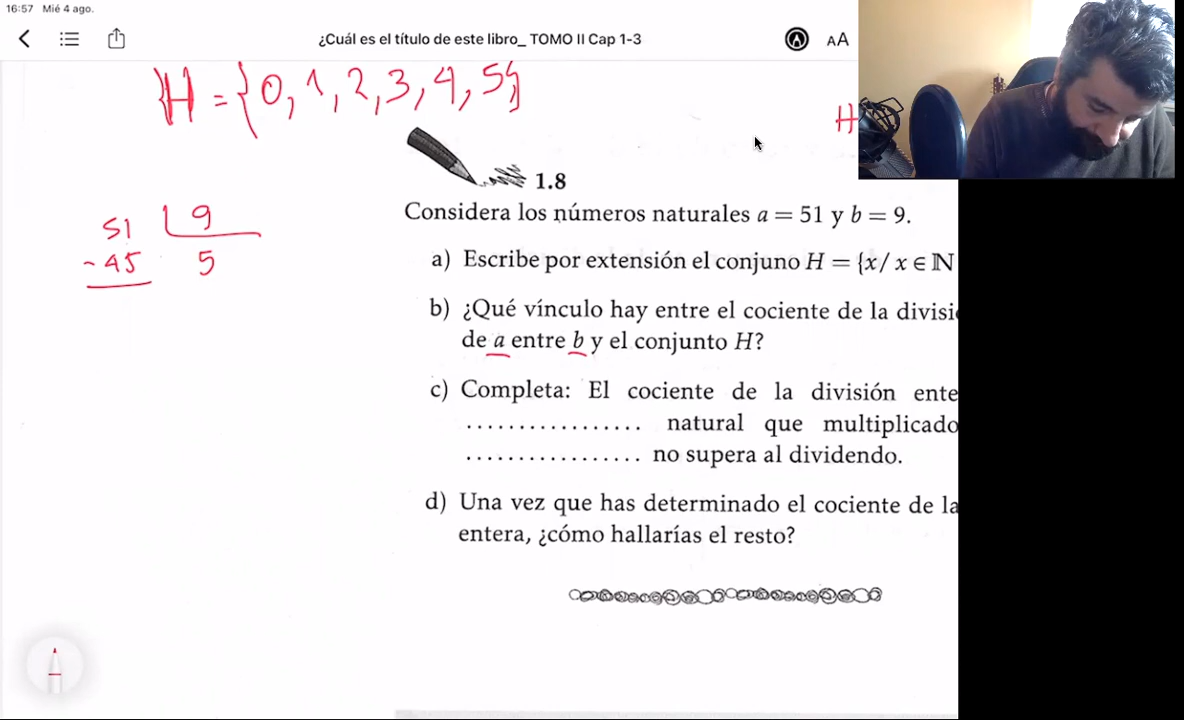 16:57 Mié 4 ago.
¿Cuál es el título de este libro_ TOMO II Cap 1-3
AA
H = {0, 1, 2, 3, 4, 5}
H
1.8
Considera los números naturales a = 51 y b = 9.
51 9
- 45 5
a) Escribe por extensión el conjuno H = {x/ x ∈ ℕ
b) ¿Qué vínculo hay entre el cociente de la divisi
de a entre b y el conjunto H?
c) Completa: El cociente de la división ente
................. natural que multiplicado
................. no supera al dividendo.
d) Una vez que has determinado el cociente de la
entera, ¿cómo hallarías el resto?